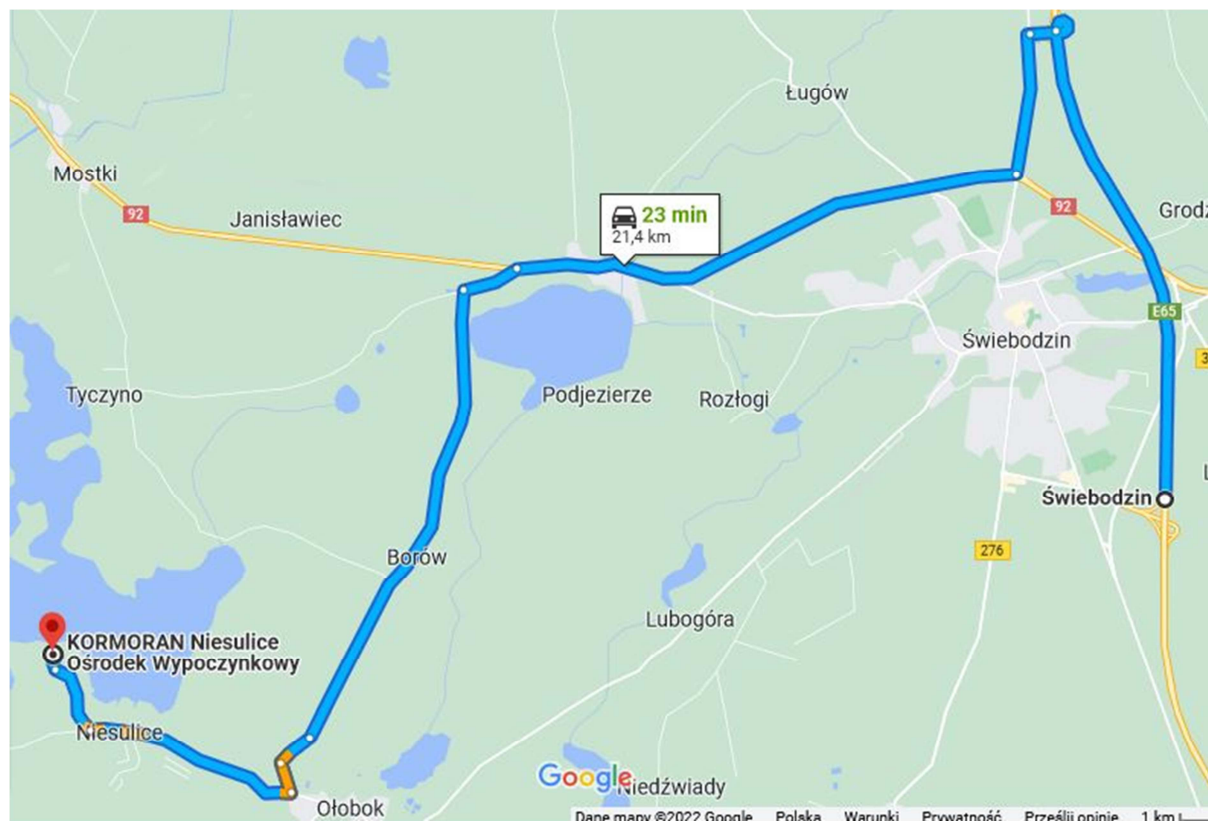 Ługów
Mostki
92
Janisławiec
23 min
21,4 km
92
Grodz
E65
Świebodzin
3
Tyczyno
Podjezierze
Rozłogi
Świebodzin
L
Borów
276
Lubogóra
KORMORAN Niesulice
Ośrodek Wypoczynkowy
Niesulice
Google
Niedźwiady
Ołobok
Dane mapy ©2022 Google Polska Warunki Prywatność Prześlij opinię 1 km